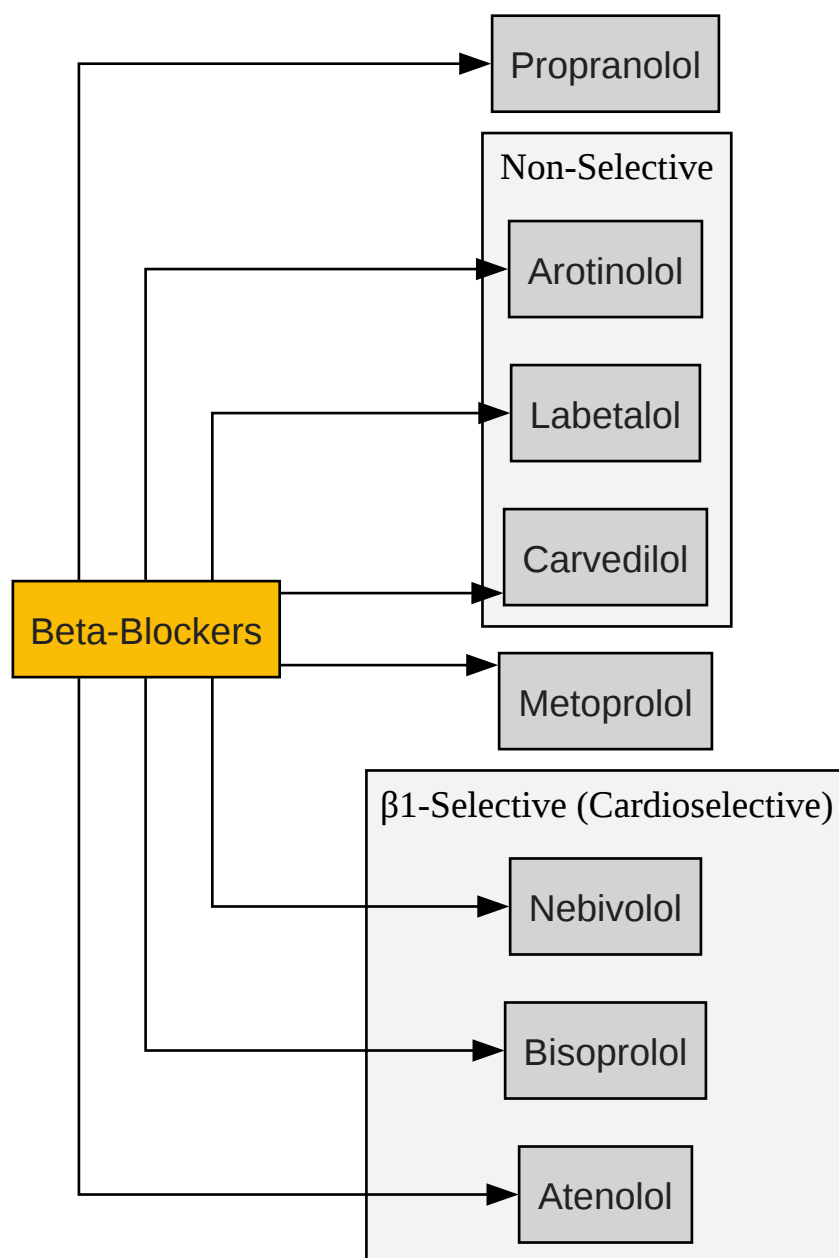 Propranolol
Non-Selective
Arotinolol
Labetalol
Carvedilol
Beta-Blockers
Metoprolol
β1-Selective (Cardioselective)
Nebivolol
Bisoprolol
Atenolol